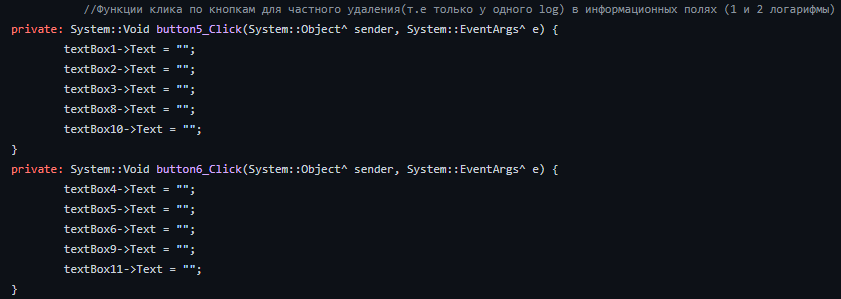 //Функции клика по кнопкам для частного удаления(т.е только у одного log) в информационных полях (1 и 2 логарифмы)
private: System::Void button5_Click(System::Object^ sender, System::EventArgs^ e) {
textBox1->Text = "";
textBox2->Text = "";
textBox3->Text = "";
textBox8->Text = "";
textBox10->Text = "";
}
private: System::Void button6_Click(System::Object^ sender, System::EventArgs^ e) {
textBox4->Text = "";
textBox5->Text = "";
textBox6->Text = "";
textBox9->Text = "";
textBox11->Text = "";
}